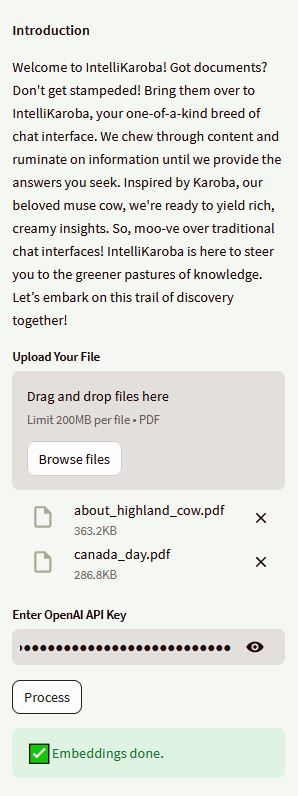 Introduction
Welcome to IntelliKaroba! Got documents?
Don't get stampeded! Bring them over to
IntelliKaroba, your one-of-a-kind breed of
chat interface. We chew through content and
ruminate on information until we provide the
answers you seek. Inspired by Karoba, our
beloved muse cow, we're ready to yield rich,
creamy insights. So, moo-ve over traditional
chat interfaces! IntelliKaroba is here to steer
you to the greener pastures of knowledge.
Let’s embark on this trail of discovery
together!
Upload Your File
Drag and drop files here
Limit 200MB per file • PDF
Browse files
about_highland_cow.pdf
363.2KB
canada_day.pdf
286.8KB
Enter OpenAI API Key
Process
Embeddings done.